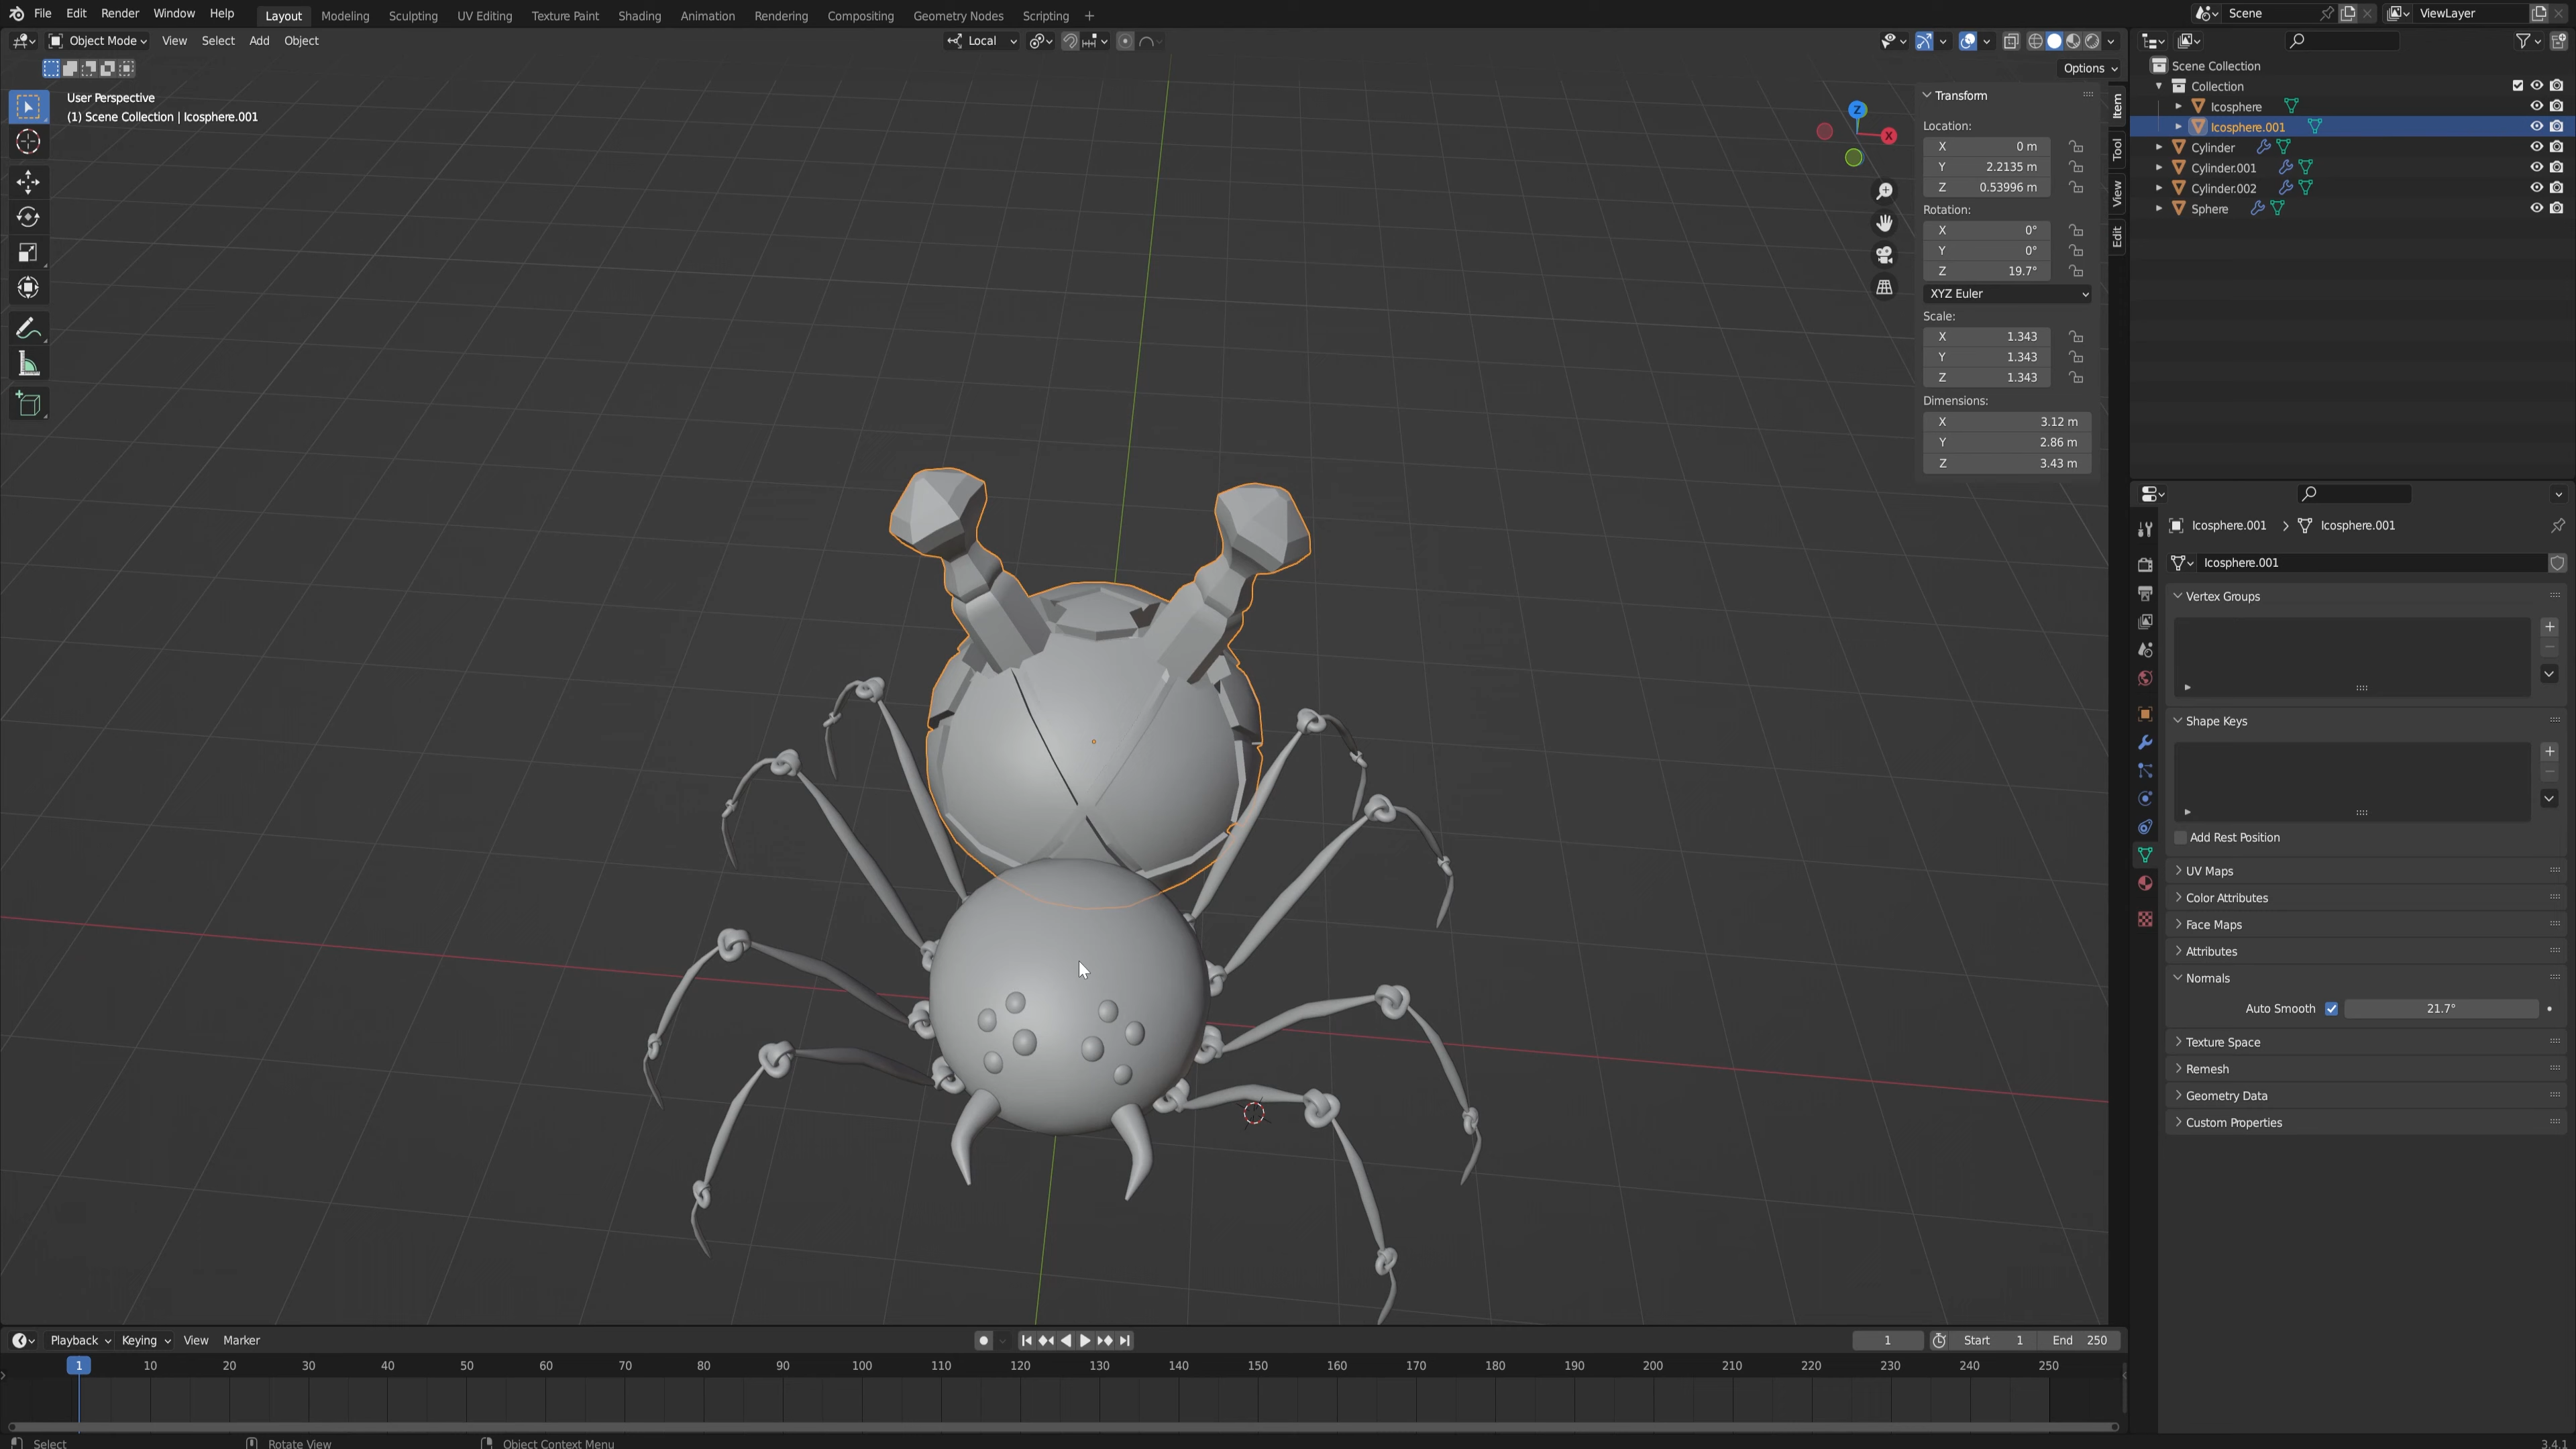 File Edit Render Window Help Layout Modeling Sculpting UV Editing Texture Paint Shading Animation Rendering Compositing Geometry Nodes Scripting + Scene ViewLayer
Object Mode View Select Add Object Local
Options
User Perspective
(1) Scene Collection | Icosphere.001
Z
X
Transform
Location:
X 0 m
Y 2.2135 m
Z 0.53996 m
Rotation:
X 0°
Y 0°
Z 19.7°
XYZ Euler
Scale:
X 1.343
Y 1.343
Z 1.343
Dimensions:
X 3.12 m
Y 2.86 m
Z 3.43 m
Item
Tool
View
Edit
Scene Collection
Collection
Icosphere
Icosphere.001
Cylinder
Cylinder.001
Cylinder.002
Sphere
Icosphere.001 > Icosphere.001
Icosphere.001
Vertex Groups
Shape Keys
Add Rest Position
UV Maps
Color Attributes
Face Maps
Attributes
Normals
Auto Smooth 21.7°
Texture Space
Remesh
Geometry Data
Custom Properties
Playback Keying View Marker 1 Start 1 End 250
1 10 20 30 40 50 60 70 80 90 100 110 120 130 140 150 160 170 180 190 200 210 220 230 240 250
Select Rotate View Object Context Menu 3.4.1